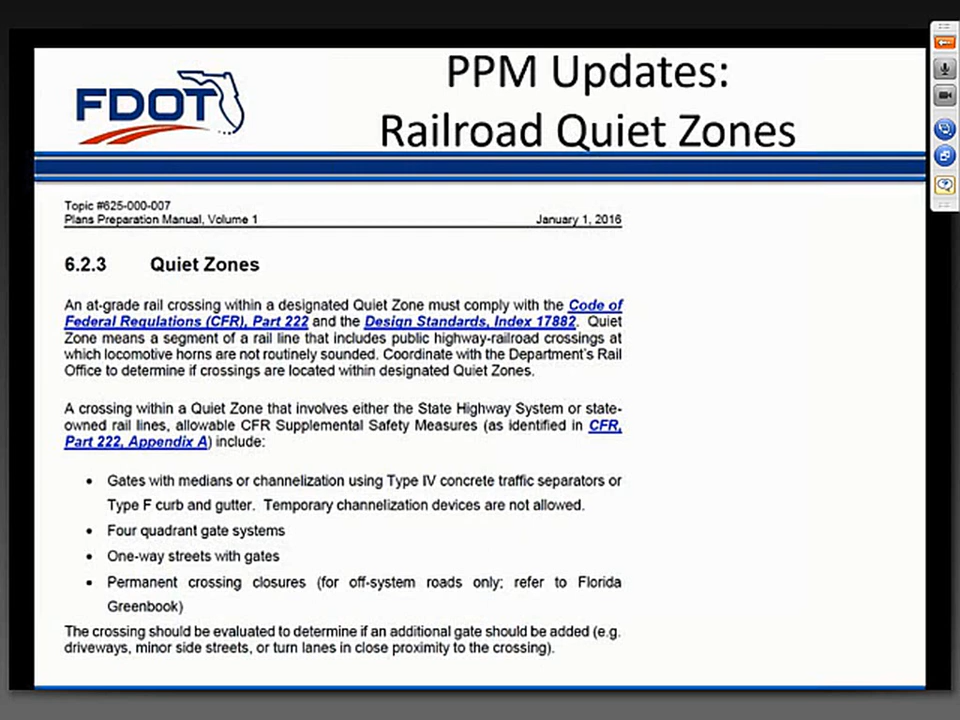 FDOT
PPM Updates:
Railroad Quiet Zones
Topic #625-000-007
Plans Preparation Manual, Volume 1 January 1, 2016
6.2.3 Quiet Zones
An at-grade rail crossing within a designated Quiet Zone must comply with the Code of
Federal Regulations (CFR), Part 222 and the Design Standards, Index 17882. Quiet
Zone means a segment of a rail line that includes public highway-railroad crossings at
which locomotive horns are not routinely sounded. Coordinate with the Department's Rail
Office to determine if crossings are located within designated Quiet Zones.
A crossing within a Quiet Zone that involves either the State Highway System or state-
owned rail lines, allowable CFR Supplemental Safety Measures (as identified in CFR,
Part 222, Appendix A) include:
• Gates with medians or channelization using Type IV concrete traffic separators or
Type F curb and gutter. Temporary channelization devices are not allowed.
• Four quadrant gate systems
• One-way streets with gates
• Permanent crossing closures (for off-system roads only; refer to Florida
Greenbook)
The crossing should be evaluated to determine if an additional gate should be added (e.g.
driveways, minor side streets, or turn lanes in close proximity to the crossing).